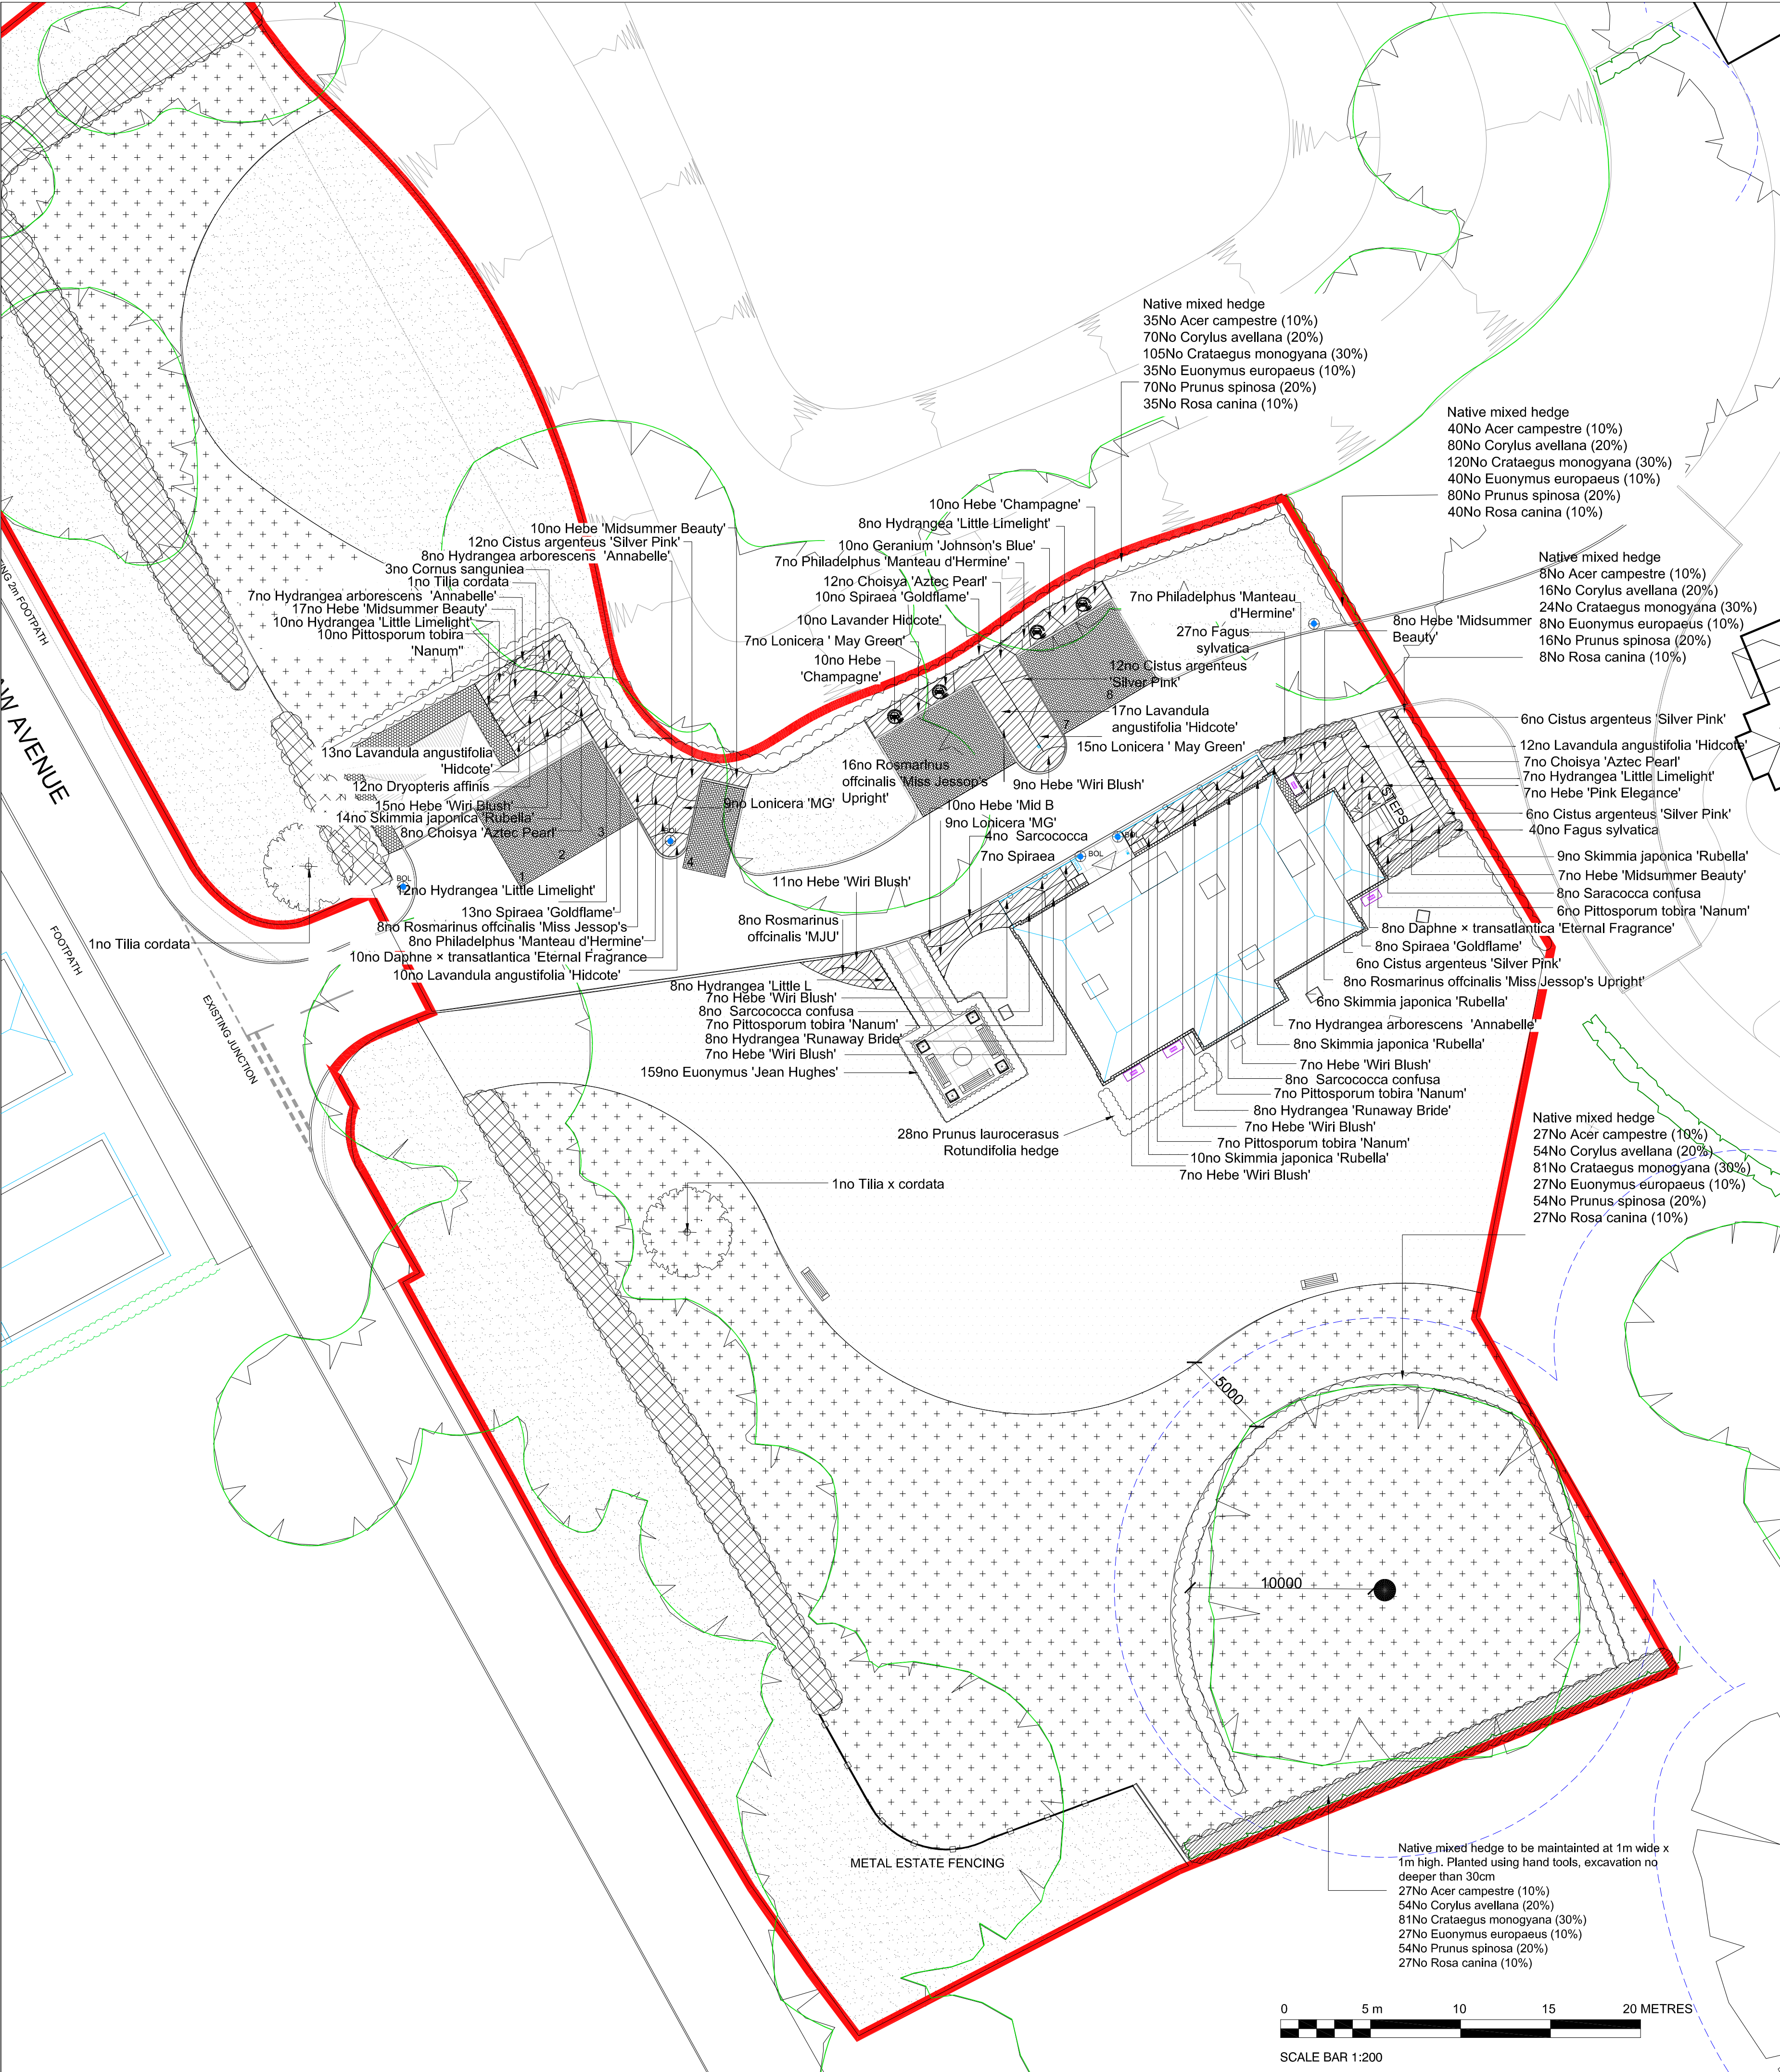 Native mixed hedge
35No Acer campestre (10%)
70No Corylus avellana (20%)
105No Crataegus monogyana (30%)
35No Euonymus europaeus (10%)
70No Prunus spinosa (20%)
35No Rosa canina (10%)
Native mixed hedge
40No Acer campestre (10%)
80No Corylus avellana (20%)
120No Crataegus monogyana (30%)
40No Euonymus europaeus (10%)
80No Prunus spinosa (20%)
40No Rosa canina (10%)
Native mixed hedge
8No Acer campestre (10%)
16No Corylus avellana (20%)
24No Crataegus monogyana (30%)
8No Euonymus europaeus (10%)
16No Prunus spinosa (20%)
8No Rosa canina (10%)
10no Hebe 'Midsummer Beauty'
12no Cistus argenteus 'Silver Pink'
8no Hydrangea arborescens 'Annabelle'
3no Cornus sanguniea
1no Tilia cordata
7no Hydrangea arborescens 'Annabelle'
17no Hebe 'Midsummer Beauty'
10no Hydrangea 'Little Limelight'
10no Pittosporum tobira
'Nanum"
10no Hebe 'Champagne'
8no Hydrangea 'Little Limelight'
10no Geranium 'Johnson's Blue'
7no Philadelphus 'Manteau d'Hermine'
12no Choisya 'Aztec Pearl'
10no Spiraea 'Goldflame'
10no Lavander Hidcote'
7no Lonicera ' May Green'
10no Hebe
'Champagne'
7no Philadelphus 'Manteau
d'Hermine'
27no Fagus
sylvatica
8no Hebe 'Midsummer
Beauty'
12no Cistus argenteus
'Silver Pink'
17no Lavandula
angustifolia 'Hidcote'
15no Lonicera ' May Green'
9no Hebe 'Wiri Blush'
16no Rosmarinus
offcinalis 'Miss Jessop's
Upright'
6
7
NG 2m FOOTPATH
W AVENUE
FOOTPATH
EXISTING JUNCTION
13no Lavandula angustifolia
'Hidcote'
12no Dryopteris affinis
15no Hebe 'Wiri Blush'
14no Skimmia japonica 'Rubella'
8no Choisya 'Aztec Pearl'
1
2
3
4
BOL
BOL
BOL
BOL
9no Lonicera 'MG'
12no Hydrangea 'Little Limelight'
13no Spiraea 'Goldflame'
8no Rosmarinus offcinalis 'Miss Jessop's
8no Philadelphus 'Manteau d'Hermine'
10no Daphne × transatlantica 'Eternal Fragrance
10no Lavandula angustifolia 'Hidcote'
1no Tilia cordata
10no Hebe 'Mid B
9no Lonicera 'MG'
4no Sarcococca
7no Spiraea
11no Hebe 'Wiri Blush'
8no Rosmarinus
offcinalis 'MJU'
STEPS
6no Cistus argenteus 'Silver Pink'
12no Lavandula angustifolia 'Hidcote'
7no Choisya 'Aztec Pearl'
7no Hydrangea 'Little Limelight'
7no Hebe 'Pink Elegance'
6no Cistus argenteus 'Silver Pink'
40no Fagus sylvatica
9no Skimmia japonica 'Rubella'
7no Hebe 'Midsummer Beauty'
8no Saracocca confusa
6no Pittosporum tobira 'Nanum'
8no Daphne × transatlantica 'Eternal Fragrance'
8no Spiraea 'Goldflame'
6no Cistus argenteus 'Silver Pink'
8no Rosmarinus offcinalis 'Miss Jessop's Upright'
6no Skimmia japonica 'Rubella'
7no Hydrangea arborescens 'Annabelle'
8no Skimmia japonica 'Rubella'
7no Hebe 'Wiri Blush'
8no Sarcococca confusa
7no Pittosporum tobira 'Nanum'
8no Hydrangea 'Runaway Bride'
7no Hebe 'Wiri Blush'
7no Pittosporum tobira 'Nanum'
10no Skimmia japonica 'Rubella'
7no Hebe 'Wiri Blush'
8no Hydrangea 'Little L
7no Hebe 'Wiri Blush'
8no Sarcococca confusa
7no Pittosporum tobira 'Nanum'
8no Hydrangea 'Runaway Bride'
7no Hebe 'Wiri Blush'
159no Euonymus 'Jean Hughes'
28no Prunus laurocerasus
Rotundifolia hedge
1no Tilia x cordata
Native mixed hedge
27No Acer campestre (10%)
54No Corylus avellana (20%)
81No Crataegus monogyana (30%)
27No Euonymus europaeus (10%)
54No Prunus spinosa (20%)
27No Rosa canina (10%)
5000
10000
METAL ESTATE FENCING
Native mixed hedge to be maintainted at 1m wide x
1m high. Planted using hand tools, excavation no
deeper than 30cm
27No Acer campestre (10%)
54No Corylus avellana (20%)
81No Crataegus monogyana (30%)
27No Euonymus europaeus (10%)
54No Prunus spinosa (20%)
27No Rosa canina (10%)
0 5 m 10 15 20 METRES
SCALE BAR 1:200